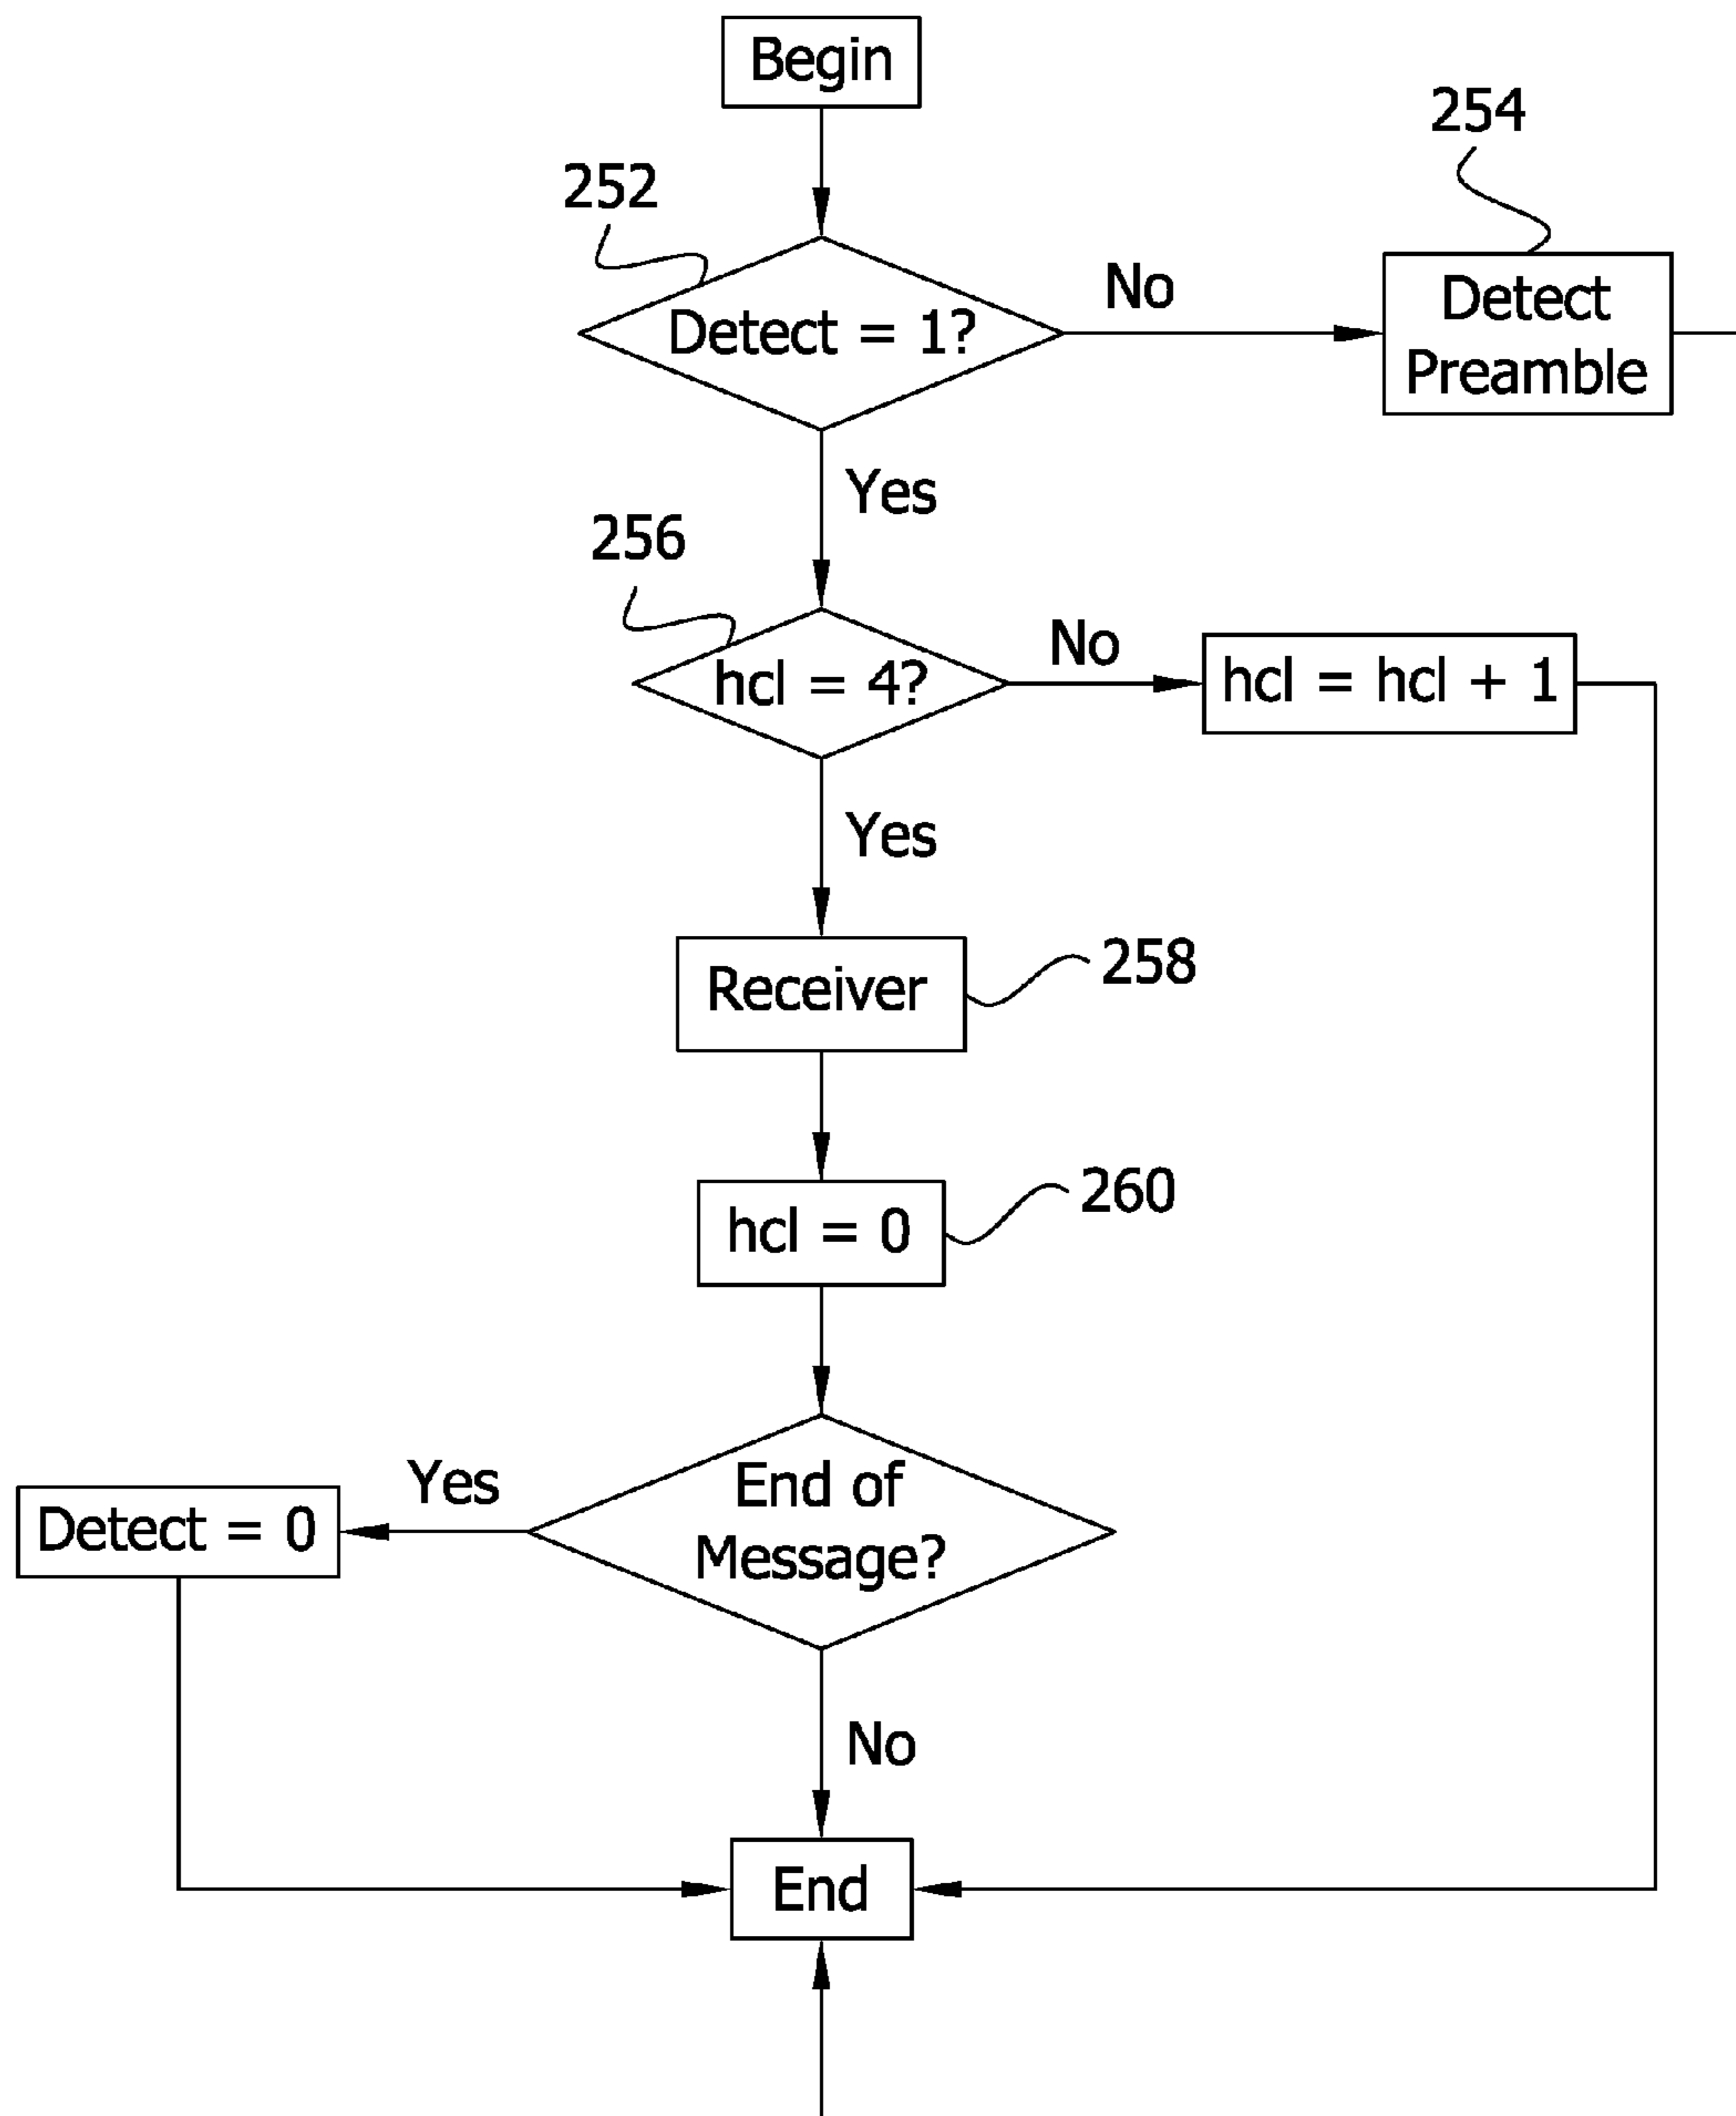 Begin
252
254
Detect = 1?
No
Detect
Preamble
Yes
256
hcl = 4?
No
hcl = hcl + 1
Yes
Receiver
258
hcl = 0
260
End of
Message?
Yes
Detect = 0
No
End